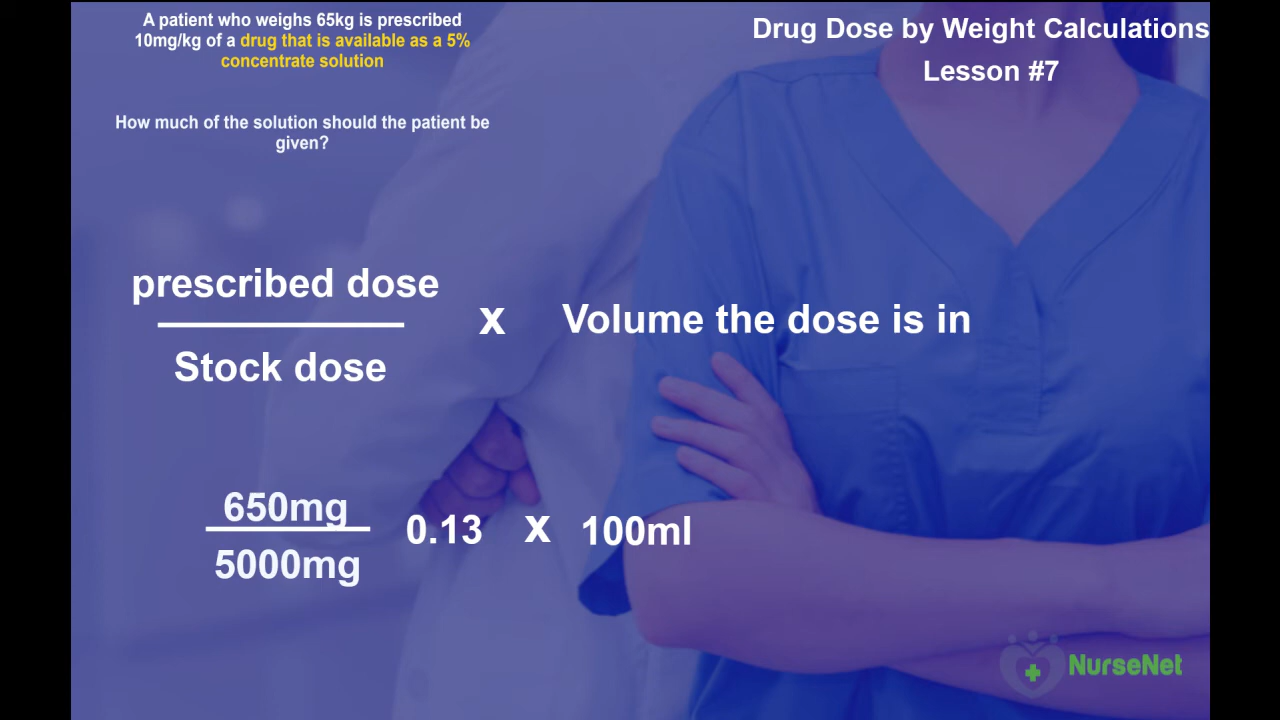 A patient who weighs 65kg is prescribed
10mg/kg of a drug that is available as a 5%
concentrate solution
Drug Dose by Weight Calculations
Lesson #7
How much of the solution should the patient be
given?
prescribed dose
Stock dose
x
Volume the dose is in
650mg
5000mg
0.13
x
100ml
NurseNet